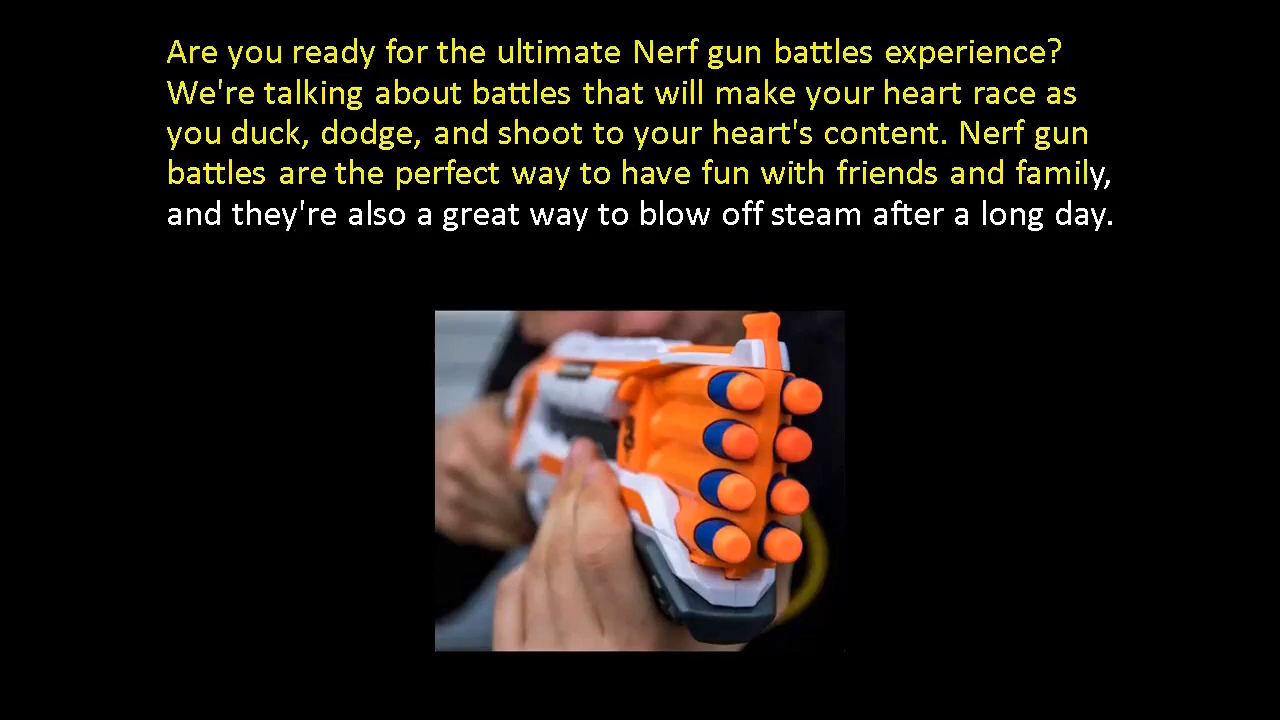 Are you ready for the ultimate Nerf gun battles experience?
We're talking about battles that will make your heart race as
you duck, dodge, and shoot to your heart's content. Nerf gun
battles are the perfect way to have fun with friends and family,
and they're also a great way to blow off steam after a long day.